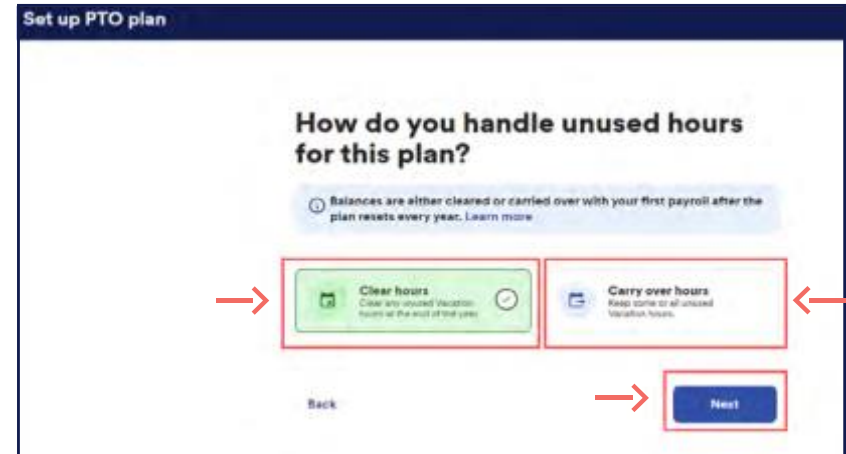 Set up PTO plan
How do you handle unused hours
for this plan?
Balances are either cleared or carried over with your first payroll after the
plan resets every year. Learn more
Clear hours
Clear any unused Vacation
hours at the end of the year.
Carry over hours
Keep some or all unused
Vacation hours.
Back
Next